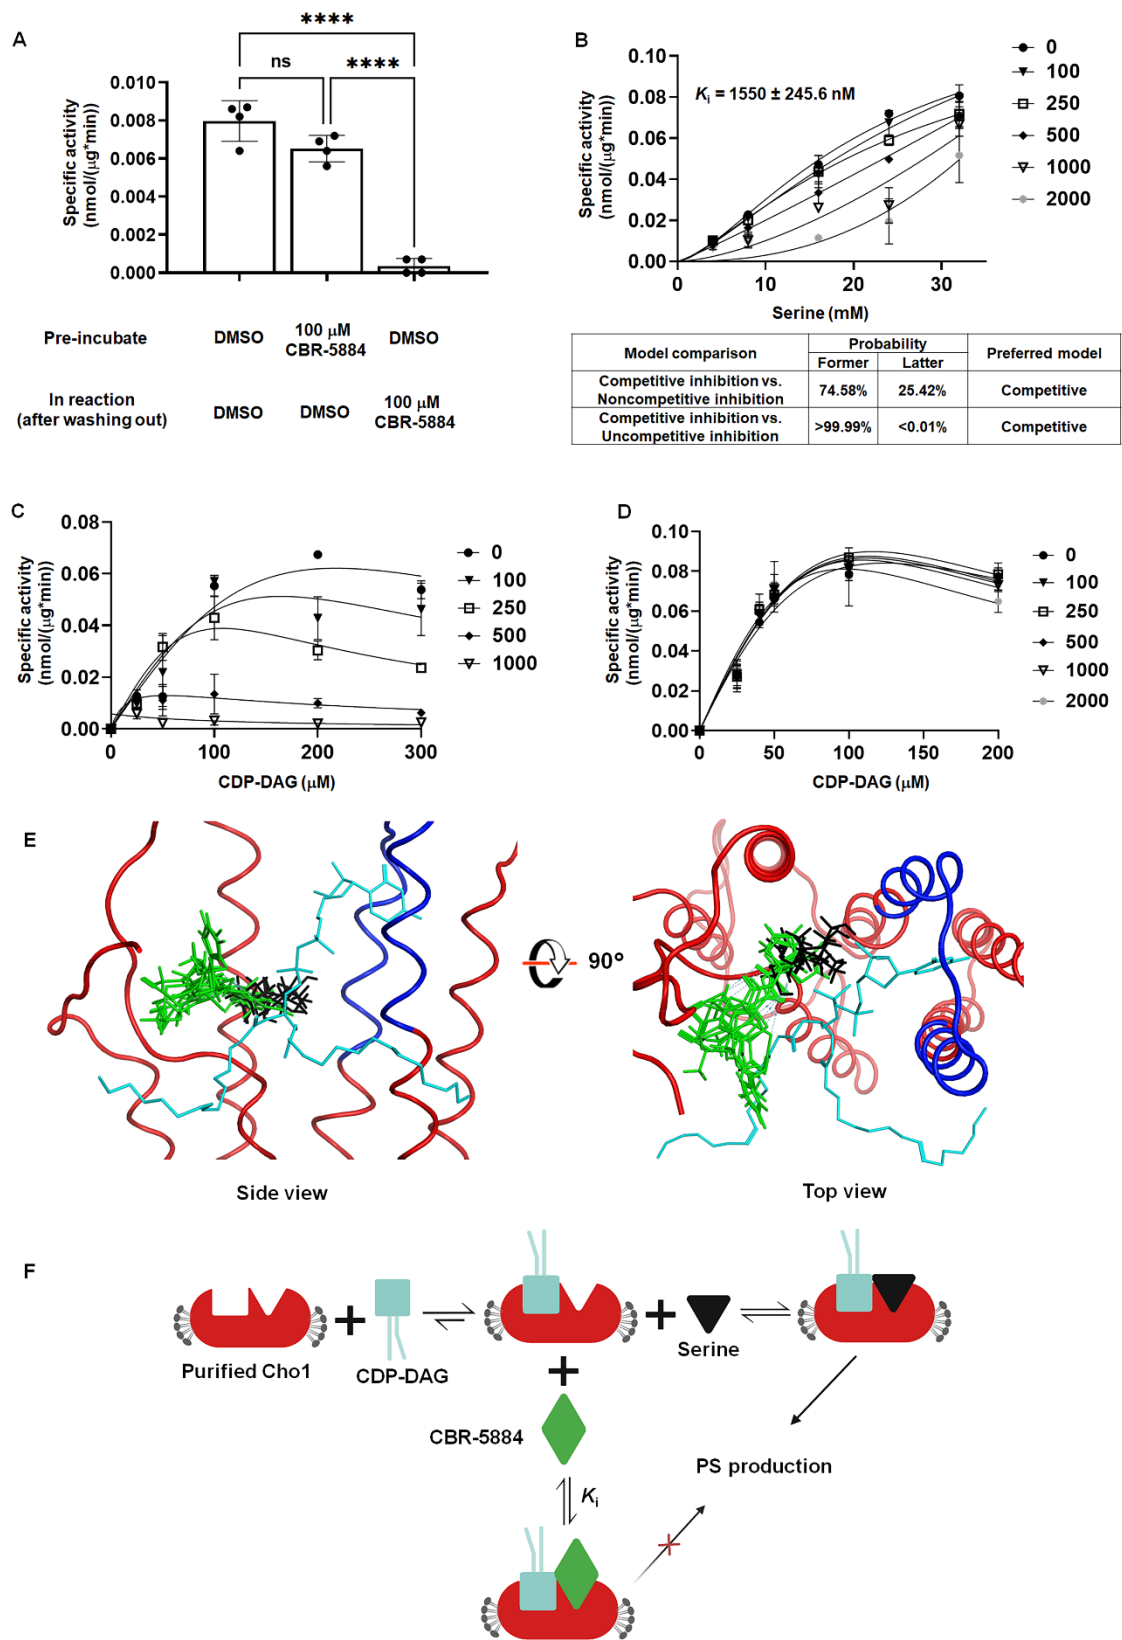 A
****
ns
****
Specific activity
(nmol/(μg*min))
0.010
0.008
0.006
0.004
0.002
0.000
Pre-incubate
DMSO
100 μM
CBR-5884
DMSO
In reaction
(after washing out)
DMSO
DMSO
100 μM
CBR-5884
B
Specific activity
(nmol/(μg*min))
0.10
0.08
0.06
0.04
0.02
0.00
Ki = 1550 ± 245.6 nM
0
10
20
30
Serine (mM)
0
100
250
500
1000
2000
Model comparison
Probability
Former
Latter
Preferred model
Competitive inhibition vs.
Noncompetitive inhibition
74.58%
25.42%
Competitive
Competitive inhibition vs.
Uncompetitive inhibition
>99.99%
<0.01%
Competitive
C
Specific activity
(nmol/(μg*min))
0.08
0.06
0.04
0.02
0.00
0
100
200
300
CDP-DAG (μM)
0
100
250
500
1000
D
Specific activity
(nmol/(μg*min))
0.10
0.08
0.06
0.04
0.02
0.00
0
50
100
150
200
CDP-DAG (μM)
0
100
250
500
1000
2000
E
90°
Side view
Top view
F
Purified Cho1
CDP-DAG
Serine
CBR-5884
Ki
PS production